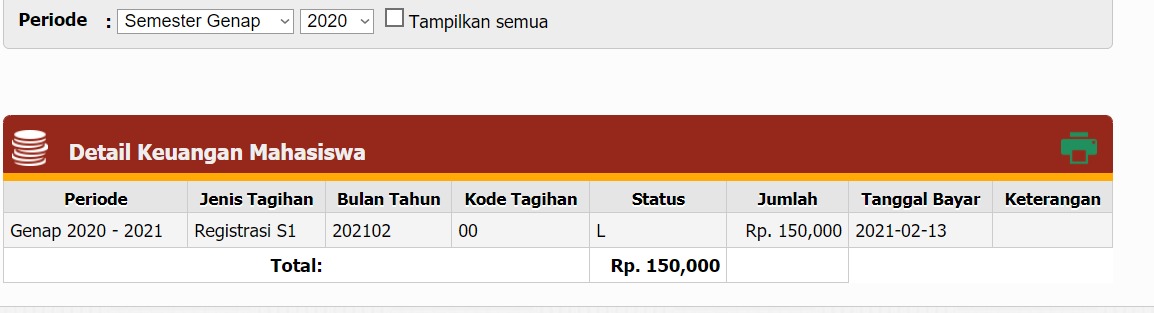 Periode : Semester Genap 2020 Tampilkan semua
Detail Keuangan Mahasiswa
Periode Jenis Tagihan Bulan Tahun Kode Tagihan Status Jumlah Tanggal Bayar Keterangan
Genap 2020 - 2021 Registrasi S1 202102 00 L Rp. 150,000 2021-02-13
Total: Rp. 150,000